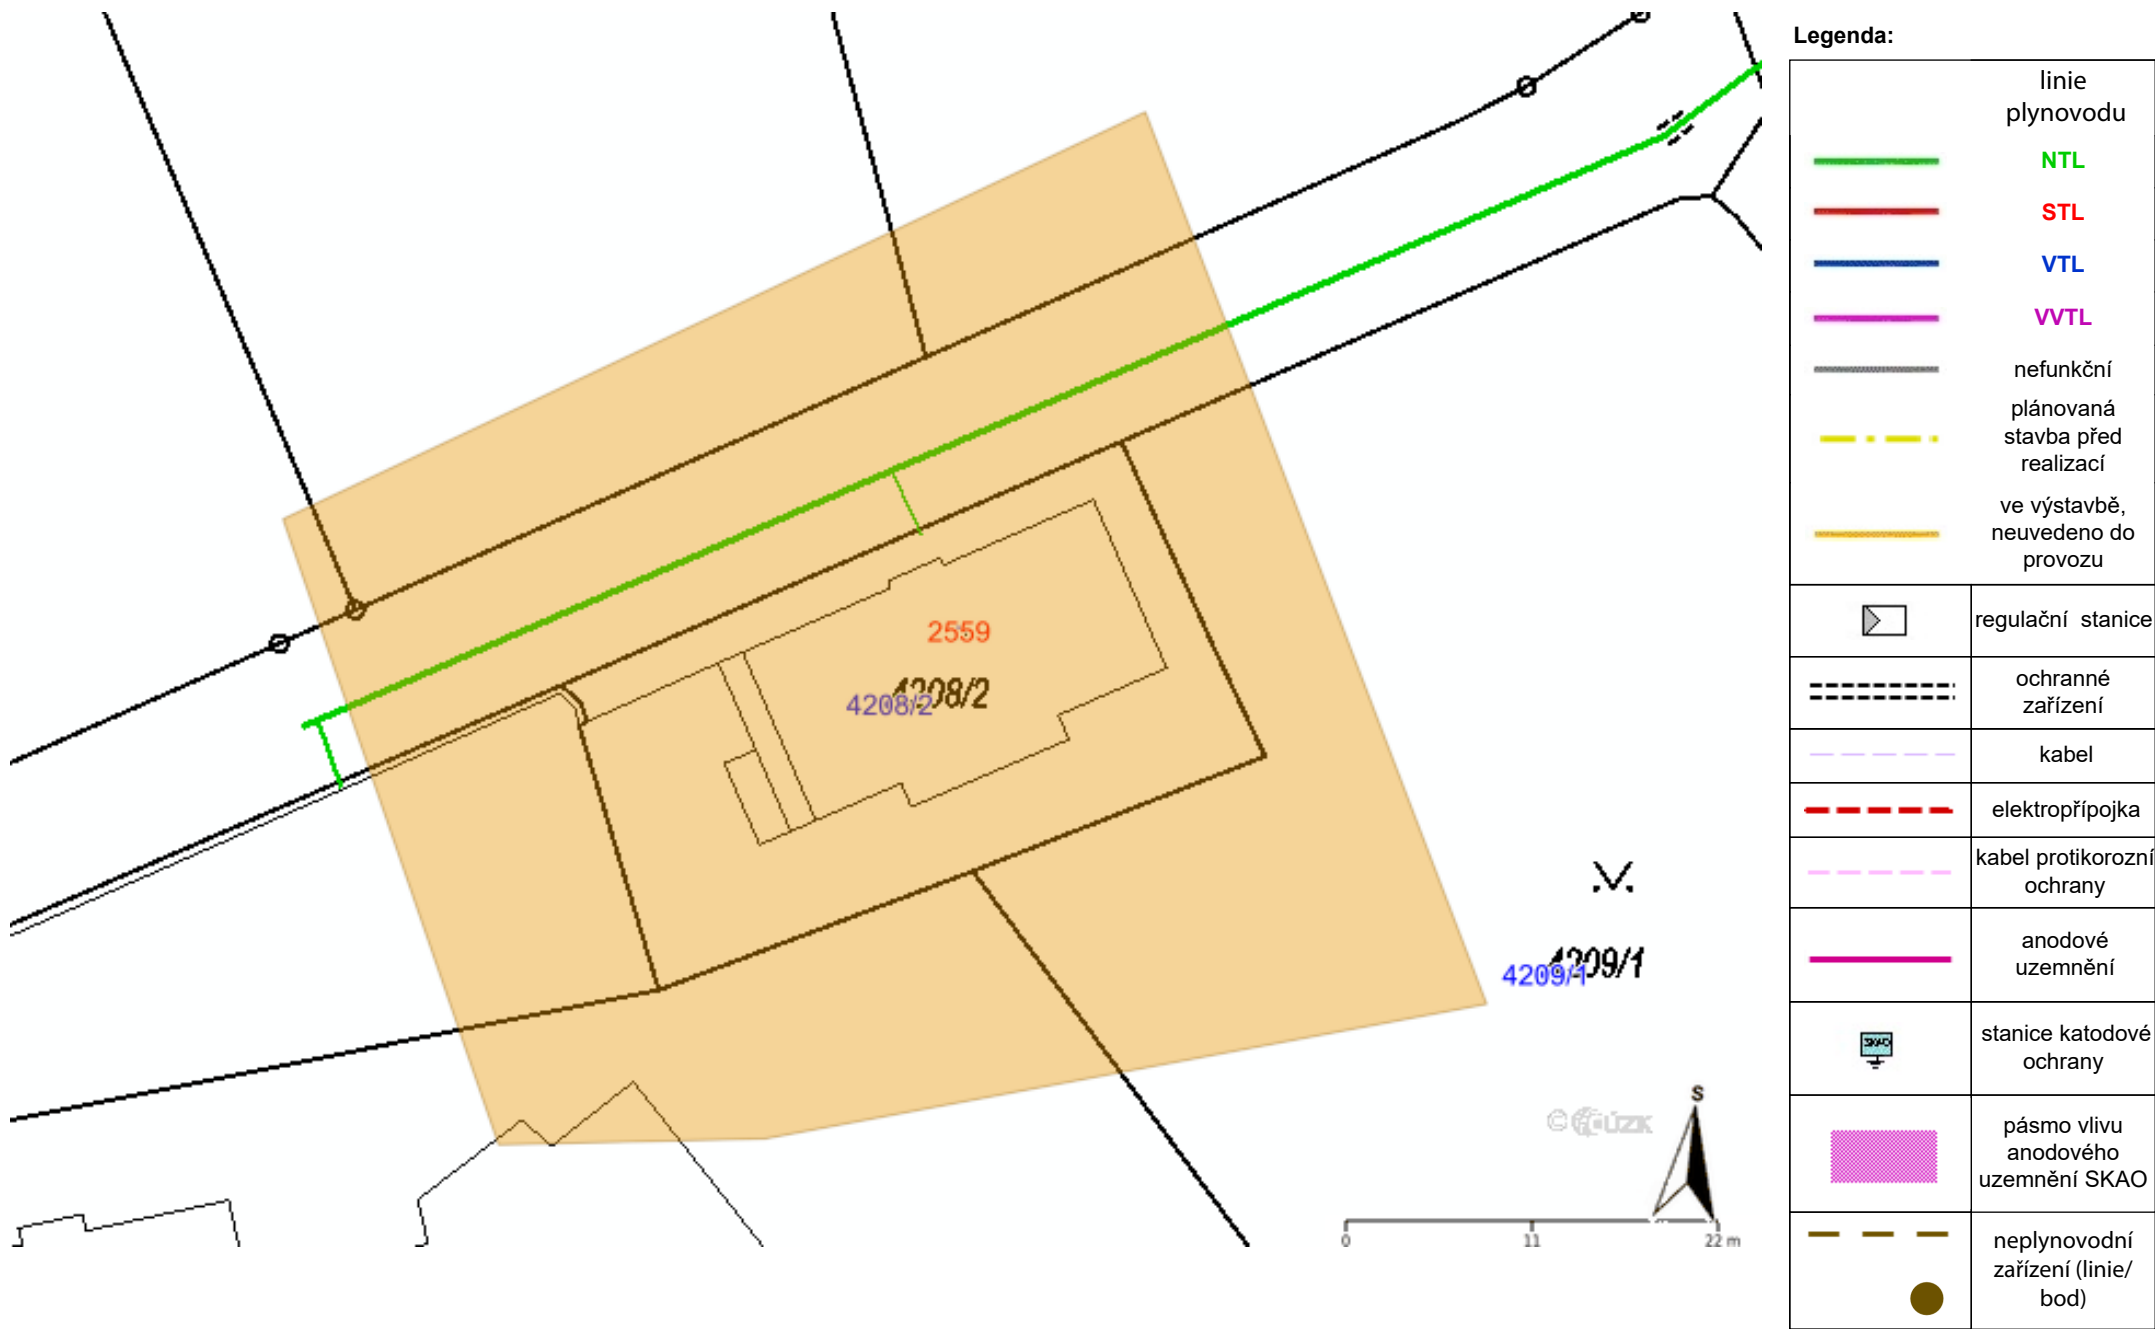 Legenda:
linie
plynovodu
NTL
STL
VTL
VVTL
nefunkční
plánovaná
stavba před
realizací
ve výstavbě,
neuvedeno do
provozu
regulační stanice
ochranné
zařízení
kabel
elektropřípojka
kabel protikorozní
ochrany
anodové
uzemnění
SKAO
stanice katodové
ochrany
pásmo vlivu
anodového
uzemnění SKAO
neplynovodní
zařízení (linie/
bod)
2559
4208/2
4208/2
4209/1
4209/1
S
© ČÚZK
0 11 22 m